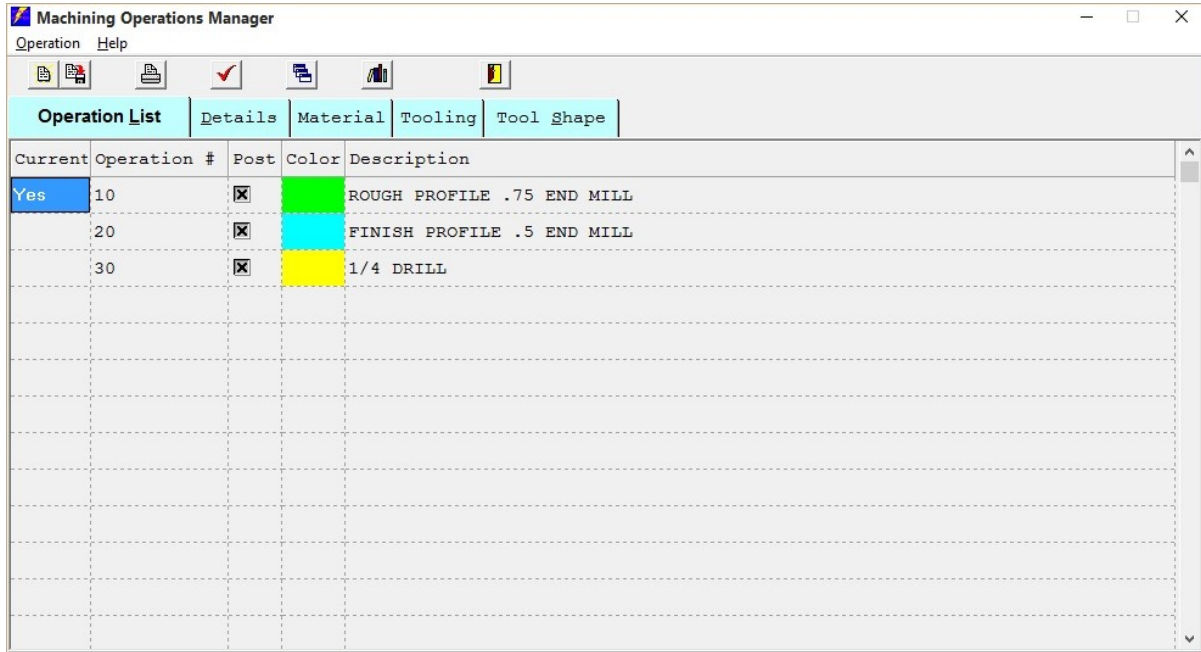 Machining Operations Manager
Operation Help
Operation List Details Material Tooling Tool Shape
Current Operation # Post Color Description
Yes 10 ROUGH PROFILE .75 END MILL
20 FINISH PROFILE .5 END MILL
30 1/4 DRILL